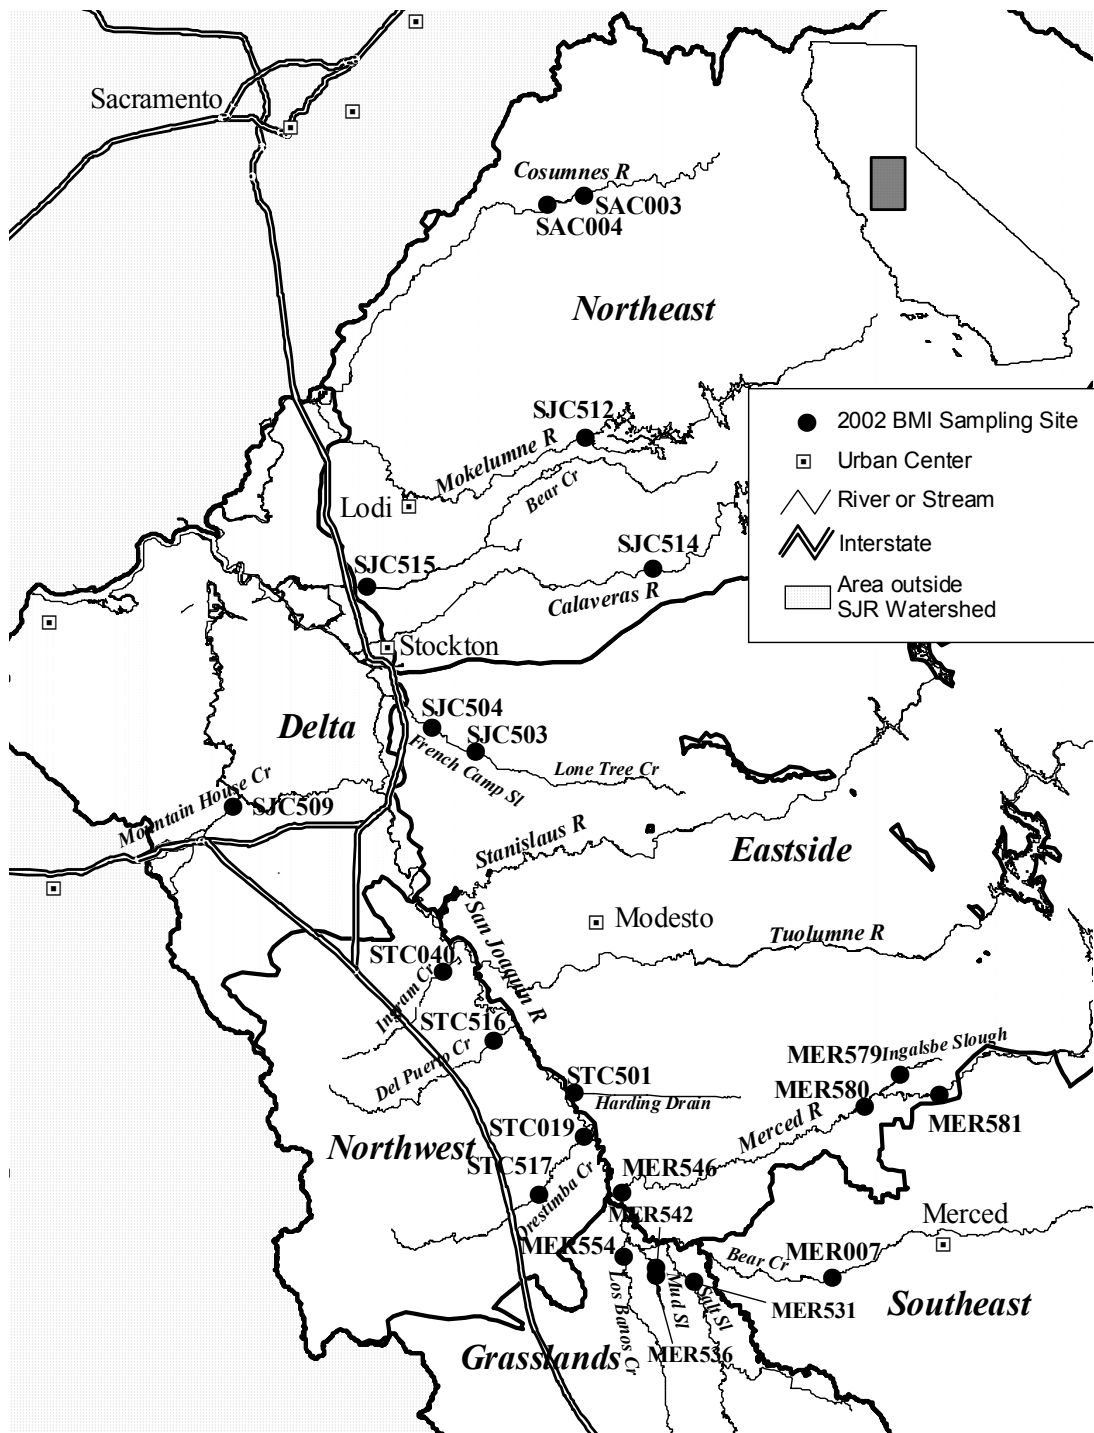 Sacramento
Cosumnes R
SAC003
SAC004
Northeast
SJC512
Mokelumne R
Bear Cr
Lodi
SJC514
SJC515
Calaveras R
Stockton
2002 BMI Sampling Site
Urban Center
River or Stream
Interstate
Area outside
SJR Watershed
Delta
SJC504
SJC503
French Camp Sl
Lone Tree Cr
Mountain House Cr
SJC509
Stanislaus R
Eastside
San Joaquin R
Modesto
Tuolumne R
STC040
Ingram Cr
STC516
Del Puerto Cr
STC501
Harding Drain
MER579
Ingalsbe Slough
MER580
MER581
Merced R
STC019
Northwest
STC517
Orestimba Cr
MER546
MER542
MER554
Merced
MER007
Bear Cr
Los Banos Cr
Mud Sl
Salt Sl
MER531
Southeast
MER536
Grasslands